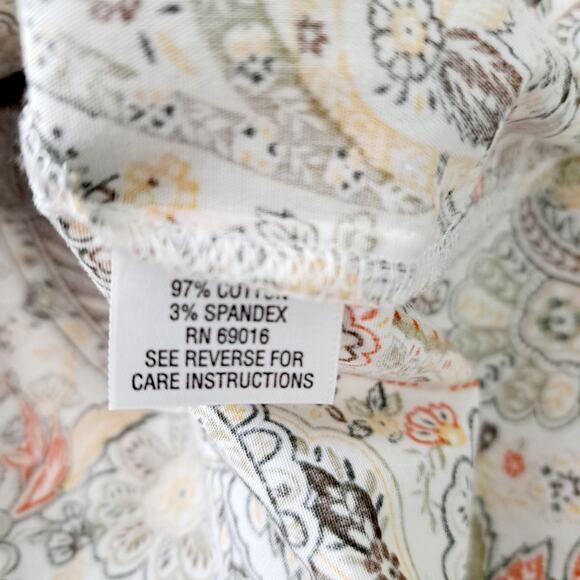 97% COTTON
3% SPANDEX
RN 69016
SEE REVERSE FOR
CARE INSTRUCTIONS